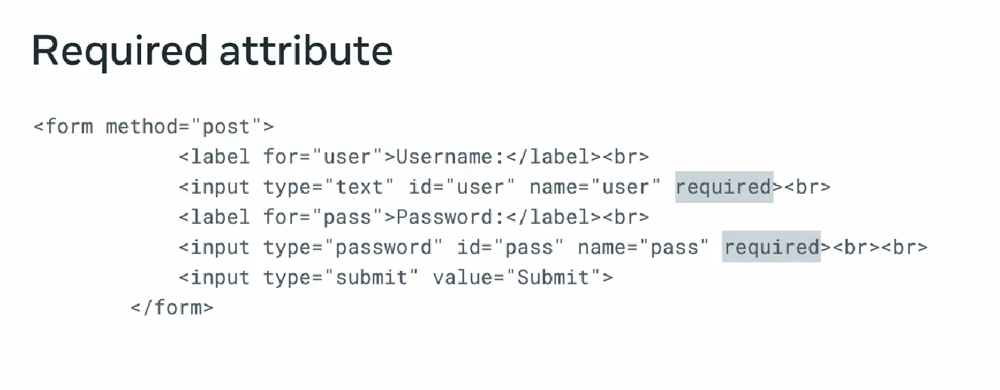 Required attribute
<form method="post">
<label for="user">Username:</label><br>
<input type="text" id="user" name="user" required><br>
<label for="pass">Password:</label><br>
<input type="password" id="pass" name="pass" required><br><br>
<input type="submit" value="Submit">
</form>